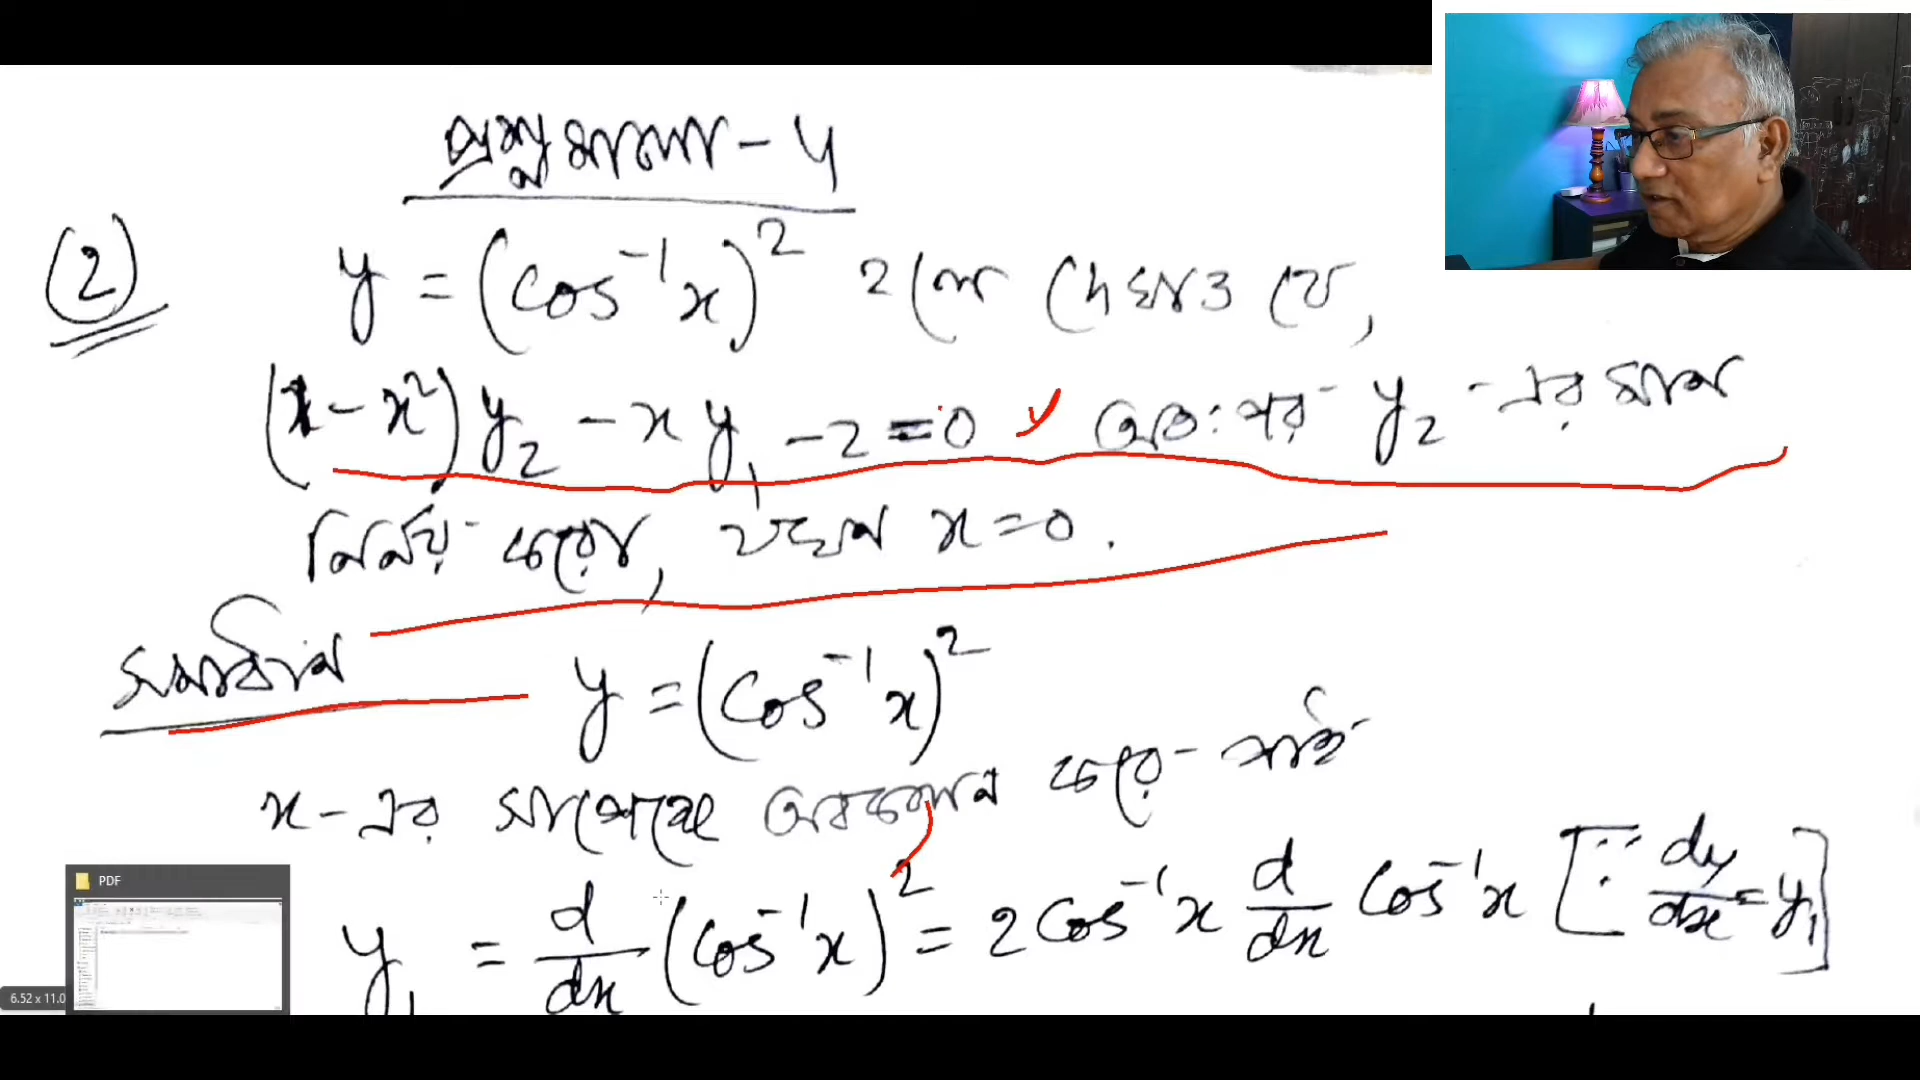 প্রশ্নমালা - 4
(2) y = (cos⁻¹x)² হলে দেখাও যে,
(1 - x²) y₂ - x y₁ - 2 = 0 অতঃপর y₂ -এর মান
নির্ণয় করো, যখন x = 0.
সমাধান y = (cos⁻¹x)²
x - এর সাপেক্ষে অবকলন করে পাই
PDF
y₁ = d/dx (cos⁻¹x)² = 2 cos⁻¹x d/dx cos⁻¹x [∵ dy/dx = y₁]
6.52 x 11.0